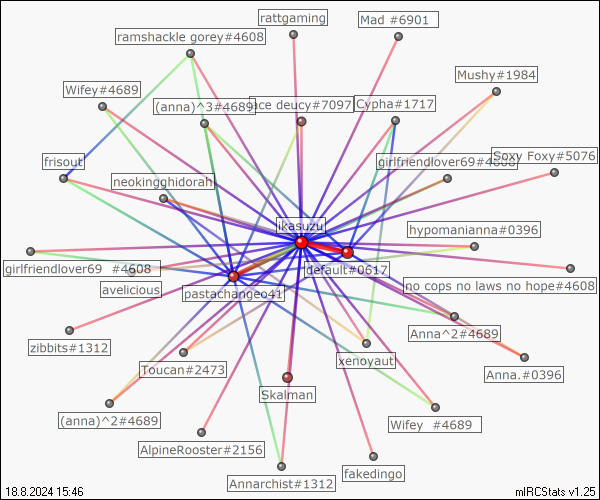 rattgaming
Mad #6901
ramshackle gorey#4608
Mushy#1984
Wifey#4689
(anna)^3#4689
ace deucy#7097
Cypha#1717
frisout
girlfriendlover69#4608
Soxy Foxy#5076
neokingghidorah
ikasuzu
hypomanianna#0396
girlfriendlover69 #4608
default#0617
avelicious
pastachangeo41
no cops no laws no hope#4608
Anna^2#4689
zibbits#1312
xenoyaut
Toucan#2473
Anna.#0396
Skalman
(anna)^2#4689
Wifey #4689
AlpineRooster#2156
fakedingo
Annarchist#1312
18.8.2024 15:46
mIRCStats v1.25